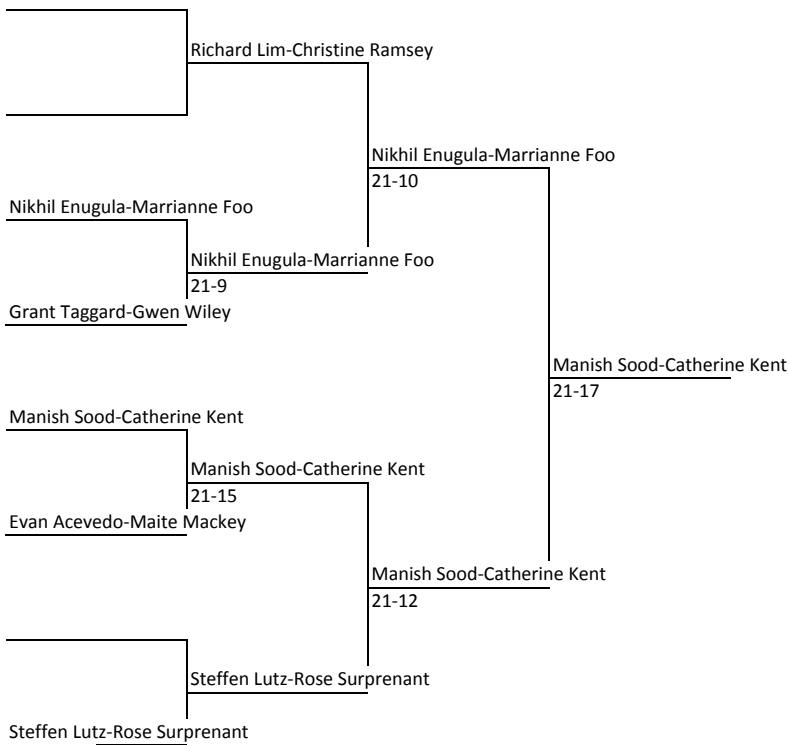 Richard Lim-Christine Ramsey
Nikhil Enugula-Marrianne Foo
21-10
Nikhil Enugula-Marrianne Foo
Nikhil Enugula-Marrianne Foo
21-9
Grant Taggard-Gwen Wiley
Manish Sood-Catherine Kent
21-17
Manish Sood-Catherine Kent
Manish Sood-Catherine Kent
21-15
Evan Acevedo-Maite Mackey
Manish Sood-Catherine Kent
21-12
Steffen Lutz-Rose Surprenant
Steffen Lutz-Rose Surprenant